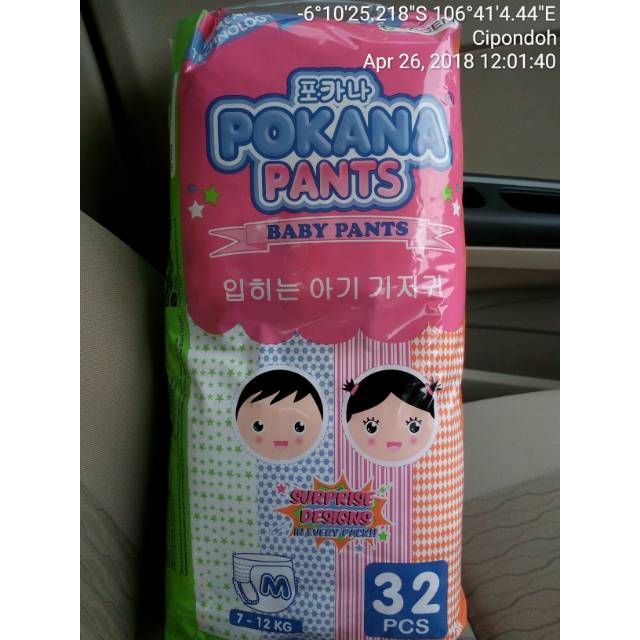 -6°10'25.218"S 106°41'4.44"E
Cipondoh
Apr 26, 2018 12:01:40
TECHNOLOGY
포카나
POKANA
PANTS
BABY PANTS
입히는 아기 기저귀
SURPRISE
DESIGNS
IN EVERY PACK!!
M
7 - 12 KG
32
PCS